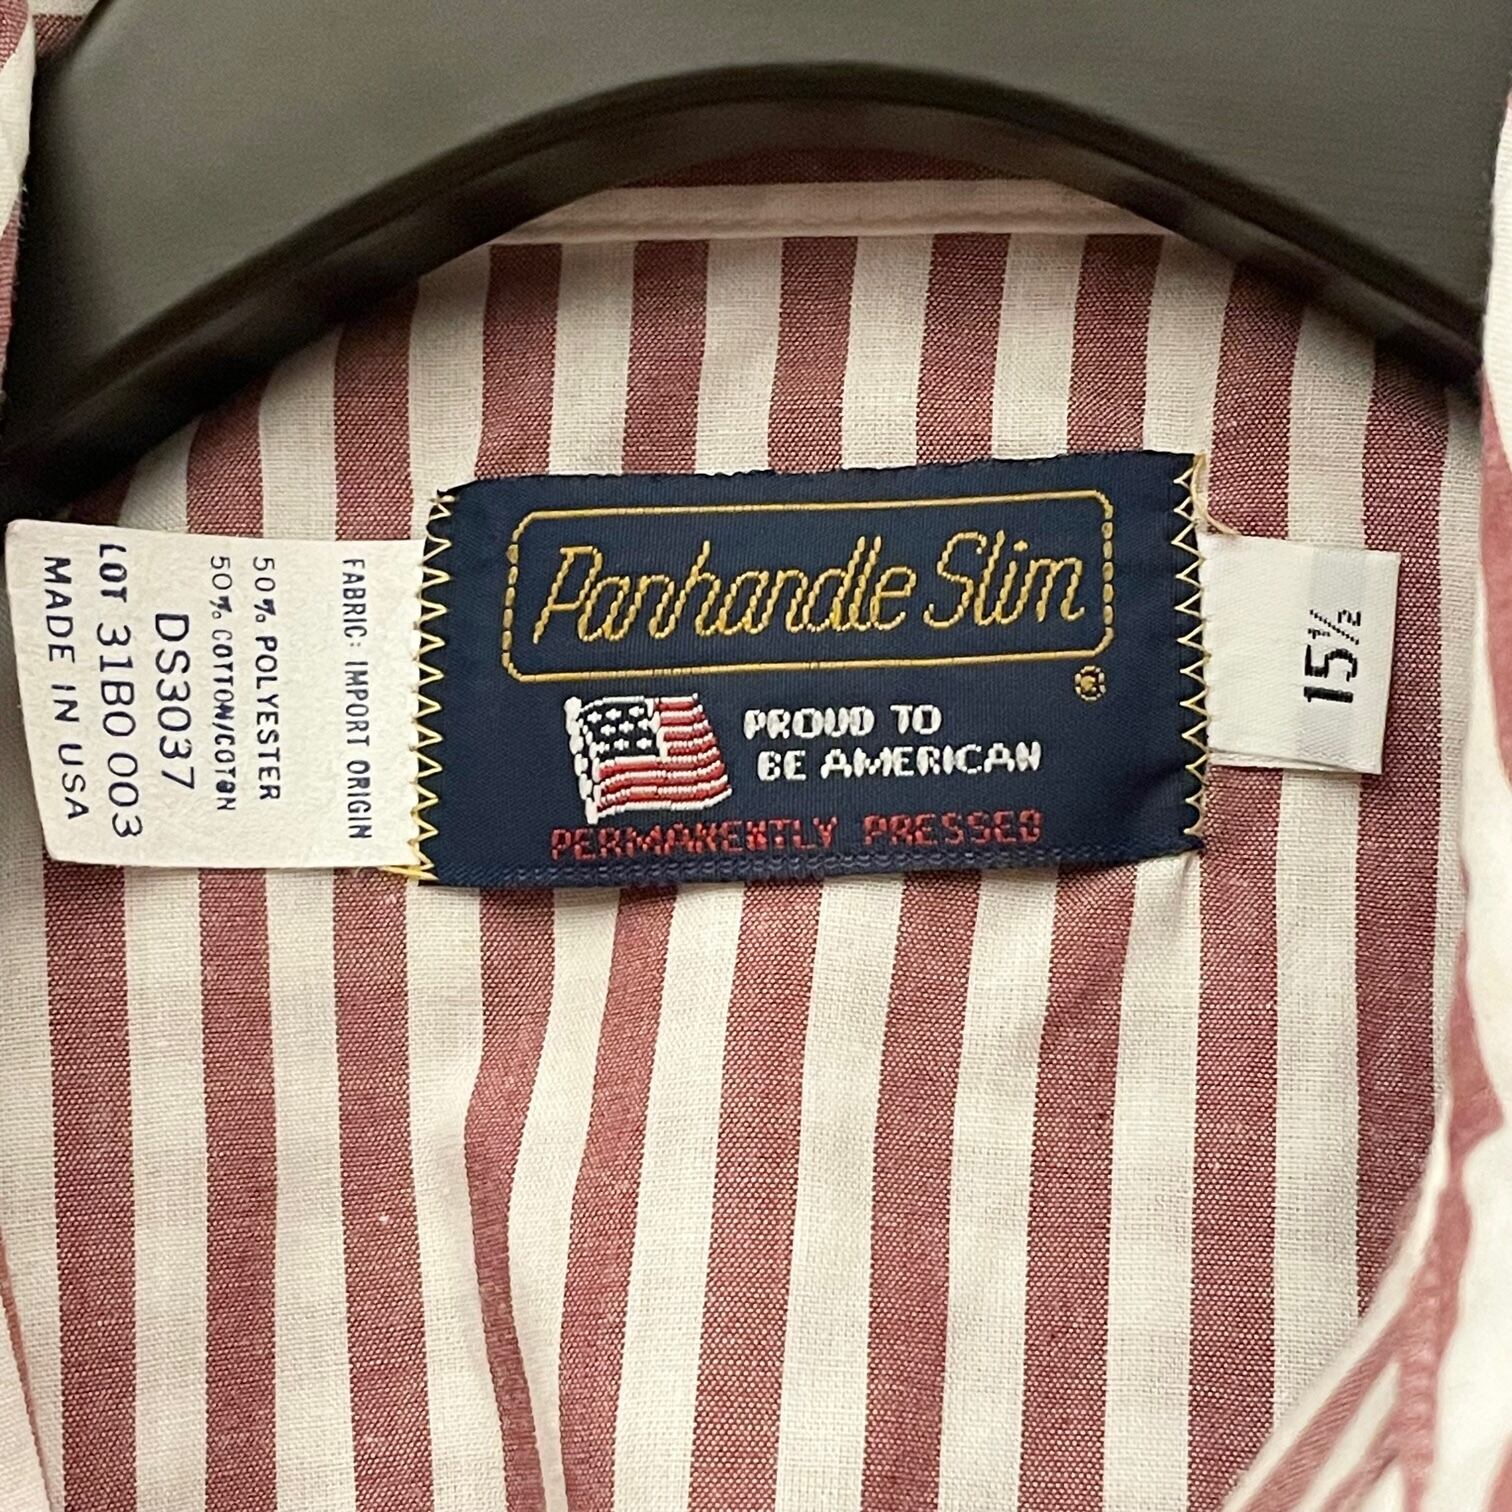 FABRIC: IMPORT ORIGIN
50% POLYESTER
50% COTTON/COTON
DS3037
LOT 31B0 003
MADE IN USA
Panhandle Slim
®
PROUD TO
BE AMERICAN
PERMANENTLY PRESSED
15½